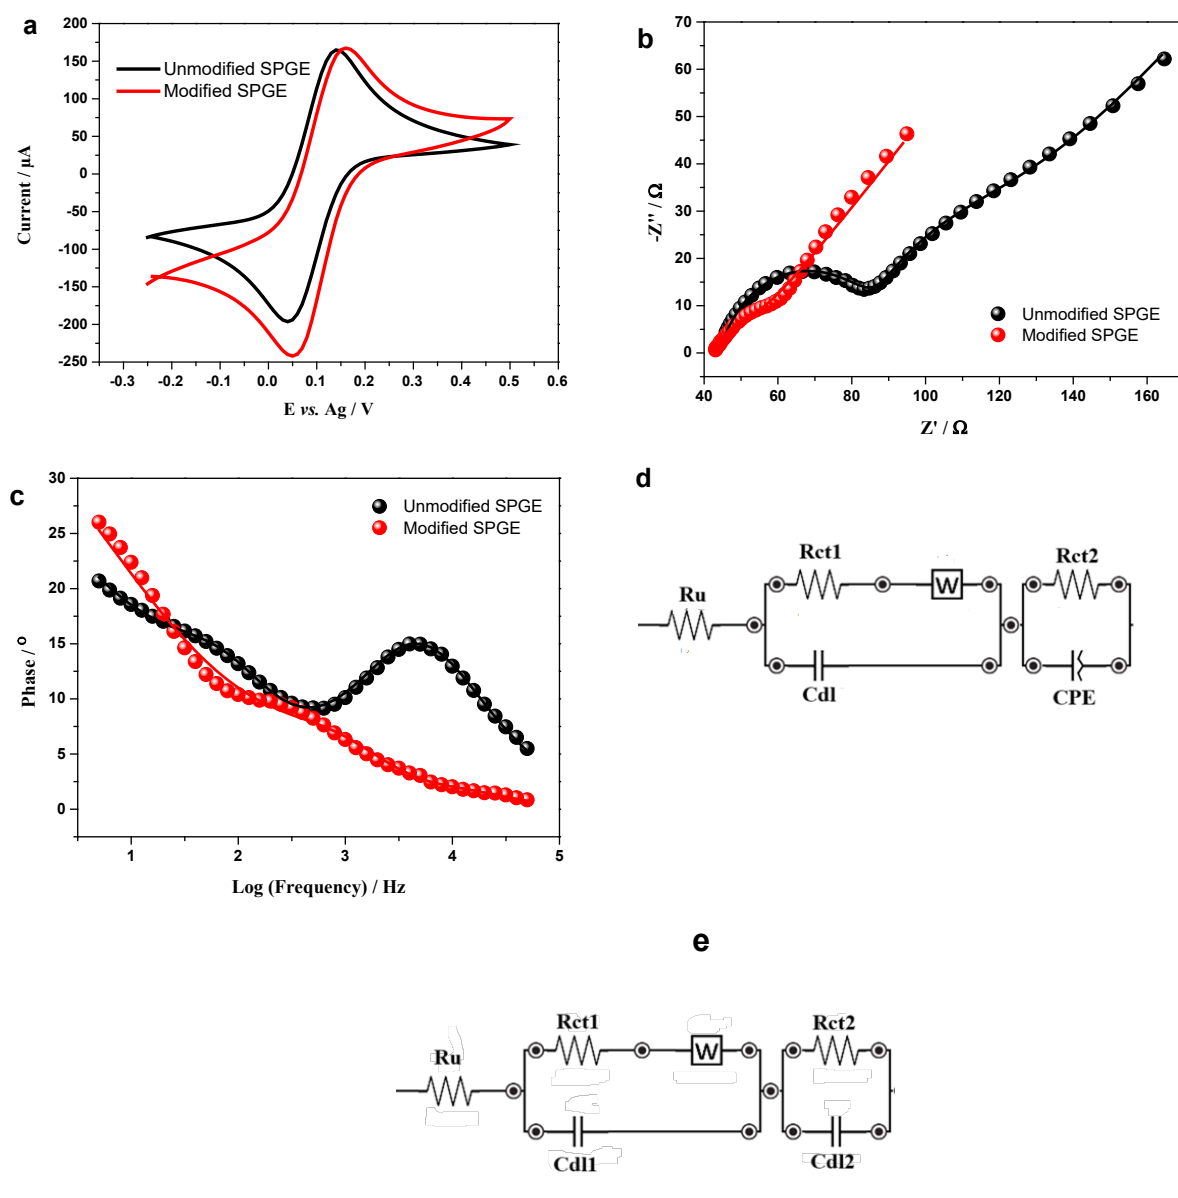 a
200
150
100
50
0
-50
-100
-150
-200
-250
Current / µA
Unmodified SPGE
Modified SPGE
-0.3 -0.2 -0.1 0.0 0.1 0.2 0.3 0.4 0.5 0.6
E vs. Ag / V
b
70
60
50
40
30
20
10
0
-Z'' / Ω
Unmodified SPGE
Modified SPGE
40 60 80 100 120 140 160
Z' / Ω
c
30
25
20
15
10
5
0
Phase / °
Unmodified SPGE
Modified SPGE
1 2 3 4 5
Log (Frequency) / Hz
d
Ru
Rct1
W
Cdl
Rct2
CPE
e
Ru
Rct1
W
Cdl1
Rct2
Cdl2